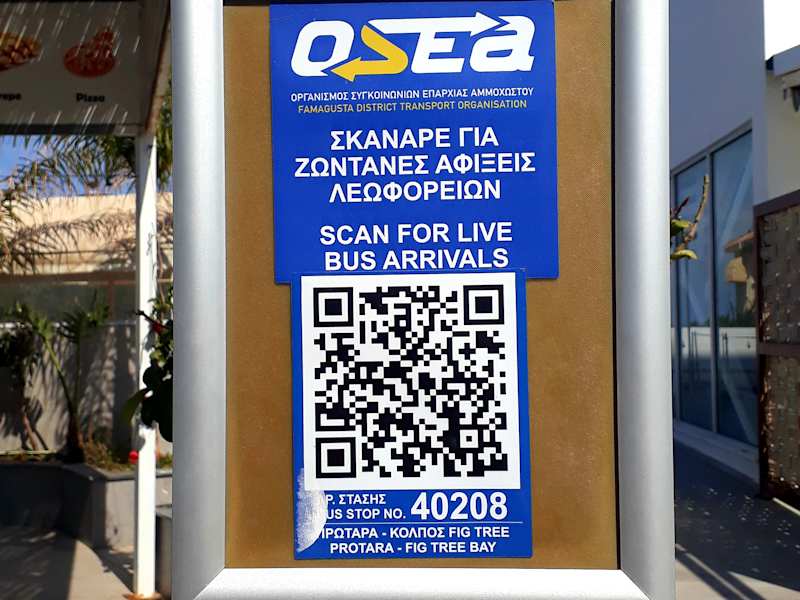 Pizza
OSEA
ΟΡΓΑΝΙΣΜΟΣ ΣΥΓΚΟΙΝΩΝΙΩΝ ΕΠΑΡΧΙΑΣ ΑΜΜΟΧΩΣΤΟΥ
FAMAGUSTA DISTRICT TRANSPORT ORGANISATION
ΣΚΑΝΑΡΕ ΓΙΑ
ΖΩΝΤΑΝΕΣ ΑΦΙΞΕΙΣ
ΛΕΩΦΟΡΕΙΩΝ
SCAN FOR LIVE
BUS ARRIVALS
ΣΤΑΣΗΣ
STOP NO. 40208
- ΚΟΛΠΟΣ FIG TREE
PROTARA - FIG TREE BAY